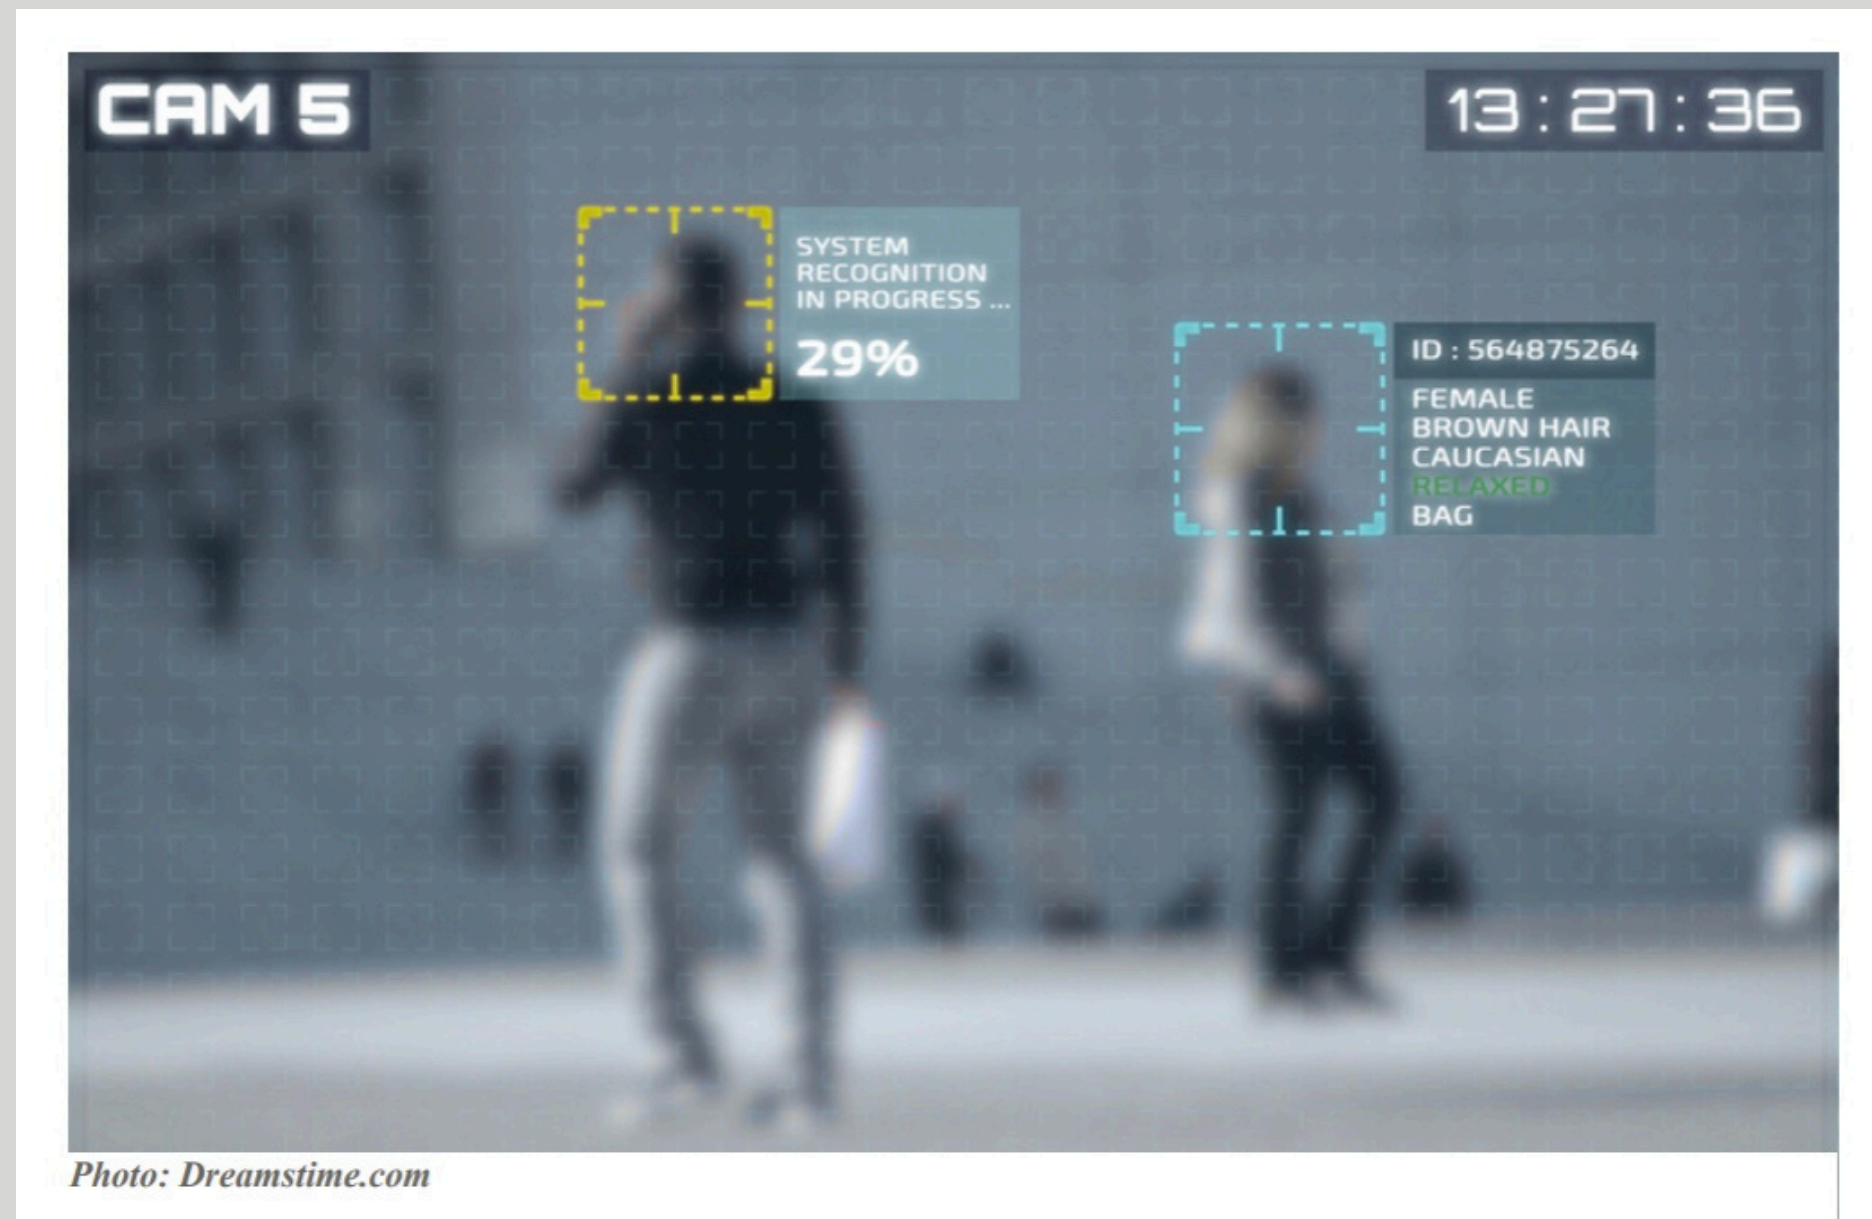 CAM 5
13 : 27 : 36
SYSTEM
RECOGNITION
IN PROGRESS ...
29%
ID : 564875264
FEMALE
BROWN HAIR
CAUCASIAN
RELAXED
BAG
Photo: Dreamstime.com